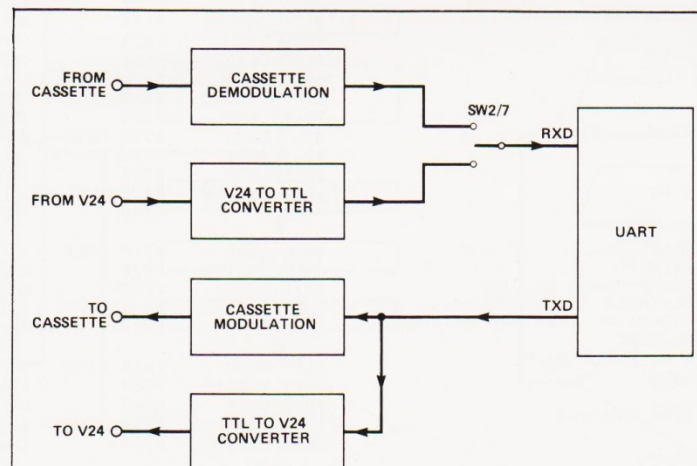 FROM
CASSETTE
CASSETTE
DEMODULATION
SW2/7
RXD
FROM V24
V24 TO TTL
CONVERTER
UART
TO
CASSETTE
CASSETTE
MODULATION
TXD
TO V24
TTL TO V24
CONVERTER